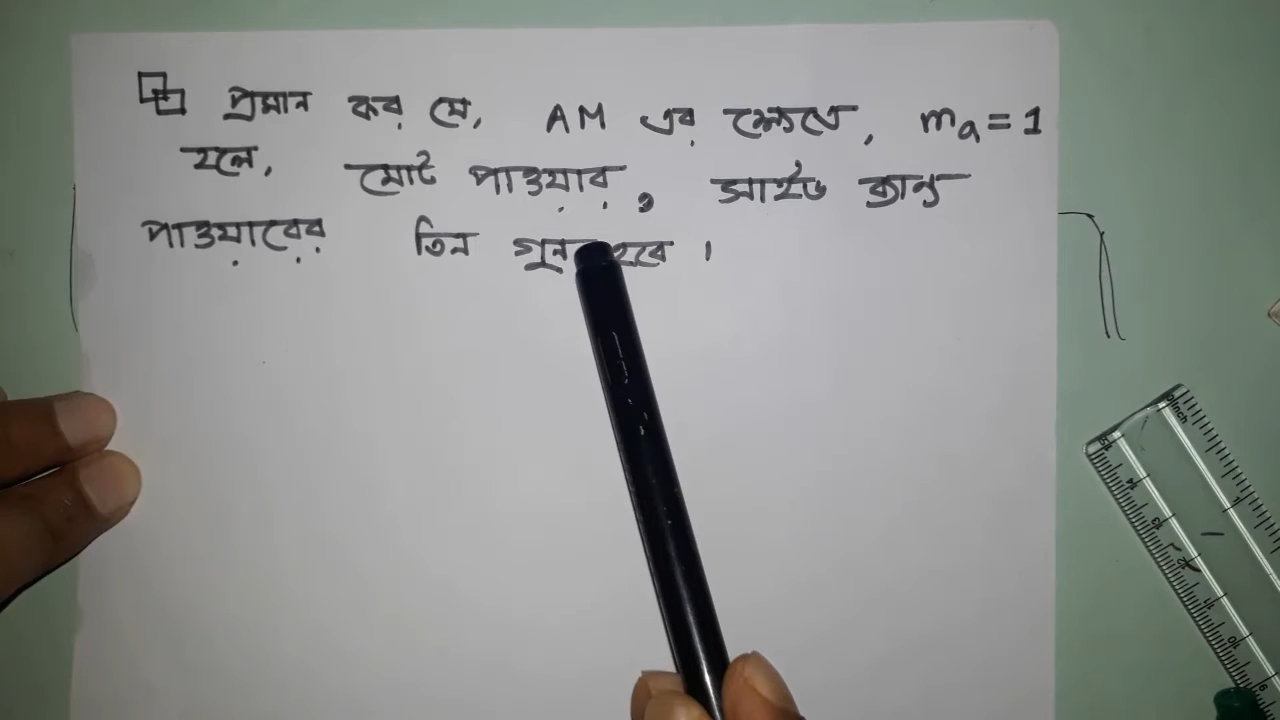 প্রমান কর যে, AM এর ক্ষেত্রে, ma = 1
হলে, মোট পাওয়ার, সাইড ব্যান্ড
পাওয়ারের তিন গুন হবে ।